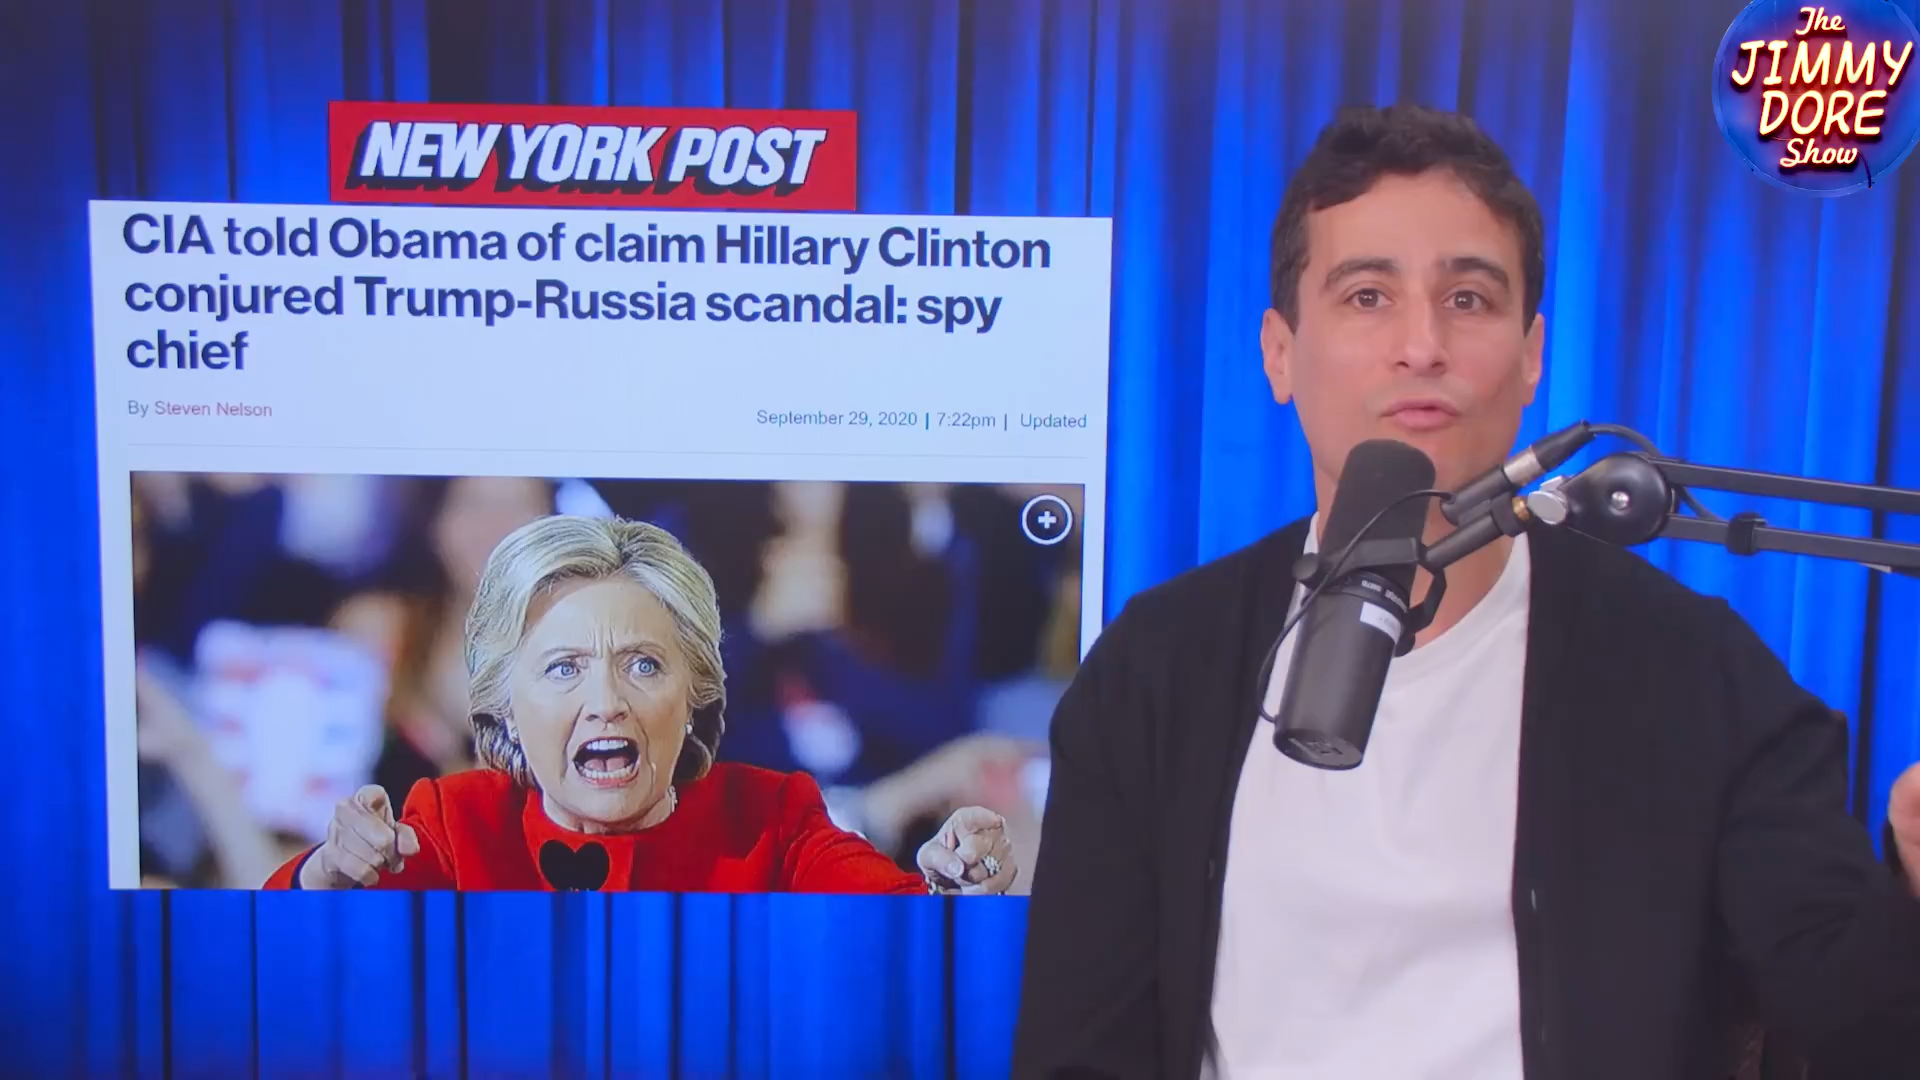 The
JIMMY
DORE
Show
NEW YORK POST
CIA told Obama of claim Hillary Clinton
conjured Trump-Russia scandal: spy
chief
By Steven Nelson
September 29, 2020 | 7:22pm | Updated